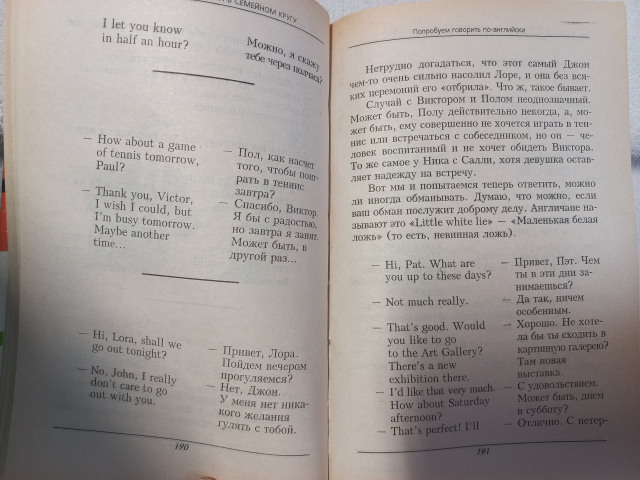 В СЕМЕЙНОМ КРУГУ
I let you know
in half an hour?
Можно, я скажу
тебе через полчаса?
– How about a game
of tennis tomorrow,
Paul?
– Thank you, Victor,
I wish I could, but
I'm busy tomorrow.
Maybe another
time...
– Пол, как насчет
того, чтобы поиг-
рать в теннис
завтра?
– Спасибо, Виктор.
Я бы с радостью,
но завтра я занят.
Может быть, в
другой раз...
– Hi, Lora, shall we
go out tonight?
– No, John, I really
don't care to go
out with you.
– Привет, Лора.
Пойдем вечером
прогуляемся?
– Нет, Джон.
У меня нет ника-
кого желания
гулять с тобой.
190
Попробуем говорить по-английски
Нетрудно догадаться, что этот самый Джон
чем-то очень сильно насолил Лоре, и она без вся-
ких церемоний его «отбрила». Что ж, такое бывает.
Случай с Виктором и Полом неоднозначный.
Может быть, Полу действительно некогда, а, мо-
жет быть, ему совершенно не хочется играть в тен-
нис или встречаться с собеседником, но он — че-
ловек воспитанный и не хочет обидеть Виктора.
То же самое у Ника с Салли, хотя девушка остав-
ляет надежду на встречу.
Вот мы и попытаемся теперь ответить, можно
ли иногда обманывать. Думаю, что можно, если
ваш обман послужит доброму делу. Англичане на-
зывают это «Little white lie» – «Маленькая белая
ложь» (то есть, невинная ложь).
– Hi, Pat. What are
you up to these days?
– Not much really.
– That's good. Would
you like to go
to the Art Gallery?
There's a new
exhibition there.
– I'd like that very much.
How about Saturday
afternoon?
– That's perfect! I'll
– Привет, Пэт. Чем
ты в эти дни за-
нимаешься?
– Да так, ничем
особенным.
– Хорошо. Не хоте-
ла бы ты сходить в
картинную галерею?
Там новая
выставка.
– С удовольствием.
Может быть, днем
в субботу?
– Отлично. С нетер-
191